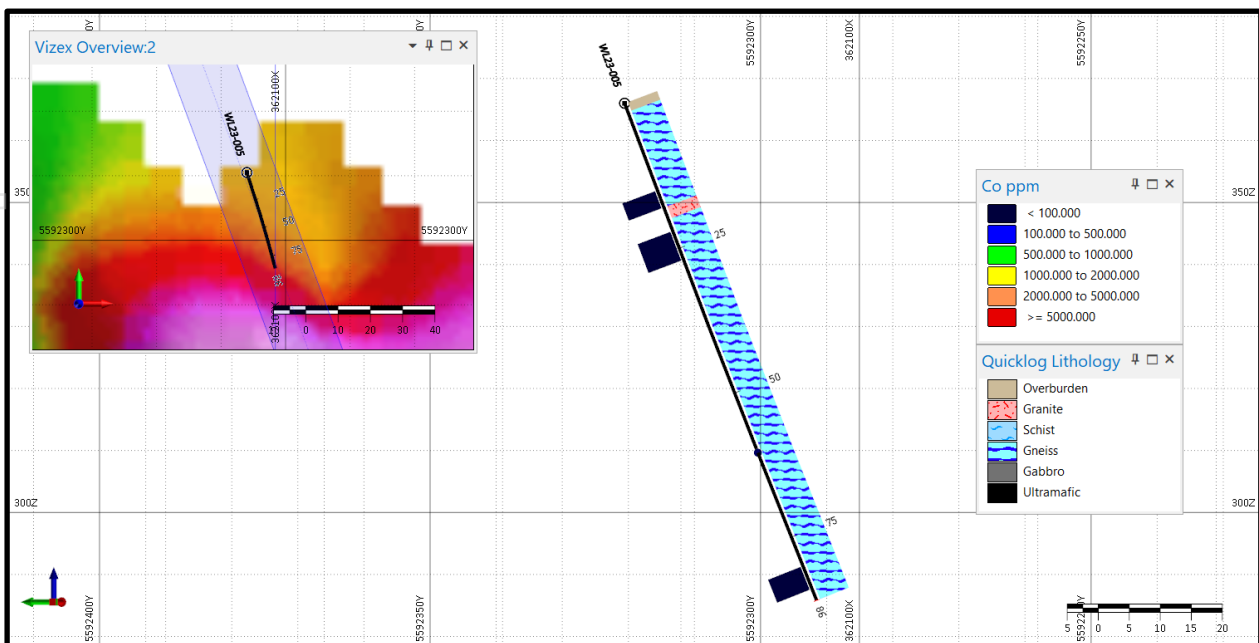 Vizex Overview:2
362100X
WL23-005
25
50
75
5592300Y
5592300Y
0 10 20 30 40
WL23-005
25
50
75
86
5592300Y
362100X
5592250Y
350Z
350Z
300Z
300Z
Co ppm
< 100.000
100.000 to 500.000
500.000 to 1000.000
1000.000 to 2000.000
2000.000 to 5000.000
>= 5000.000
Quicklog Lithology
Overburden
Granite
Schist
Gneiss
Gabbro
Ultramafic
5592400Y
5592350Y
5592300Y
362100X
5 0 5 10 15 20